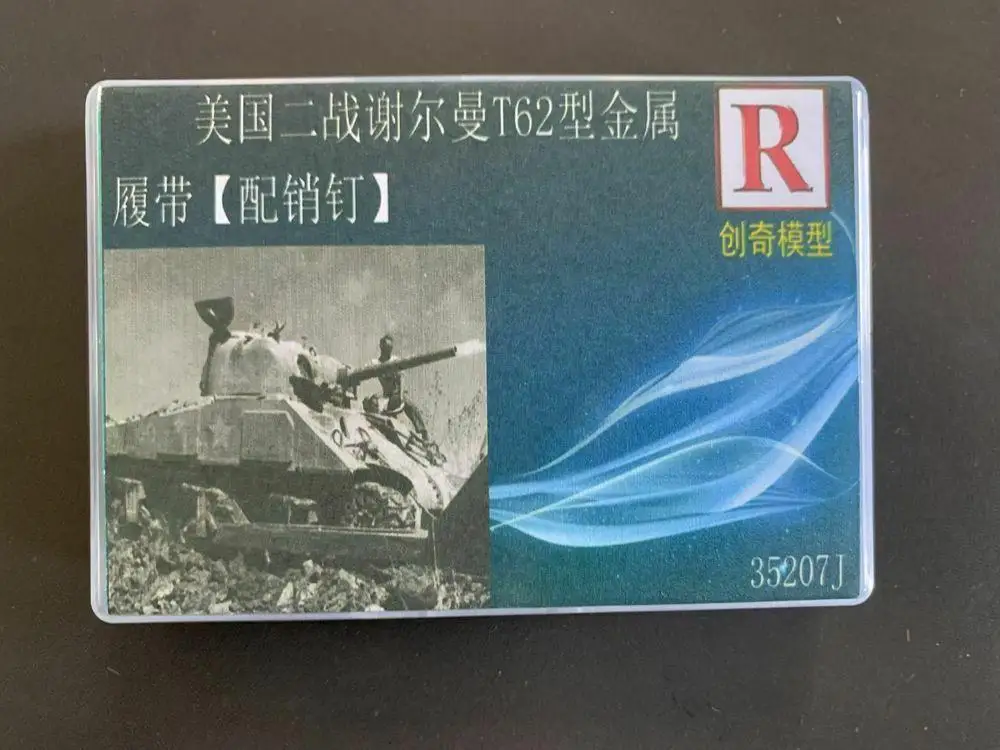 美国二战谢尔曼T62型金属
履带【配销钉】
R
创奇模型
35207J